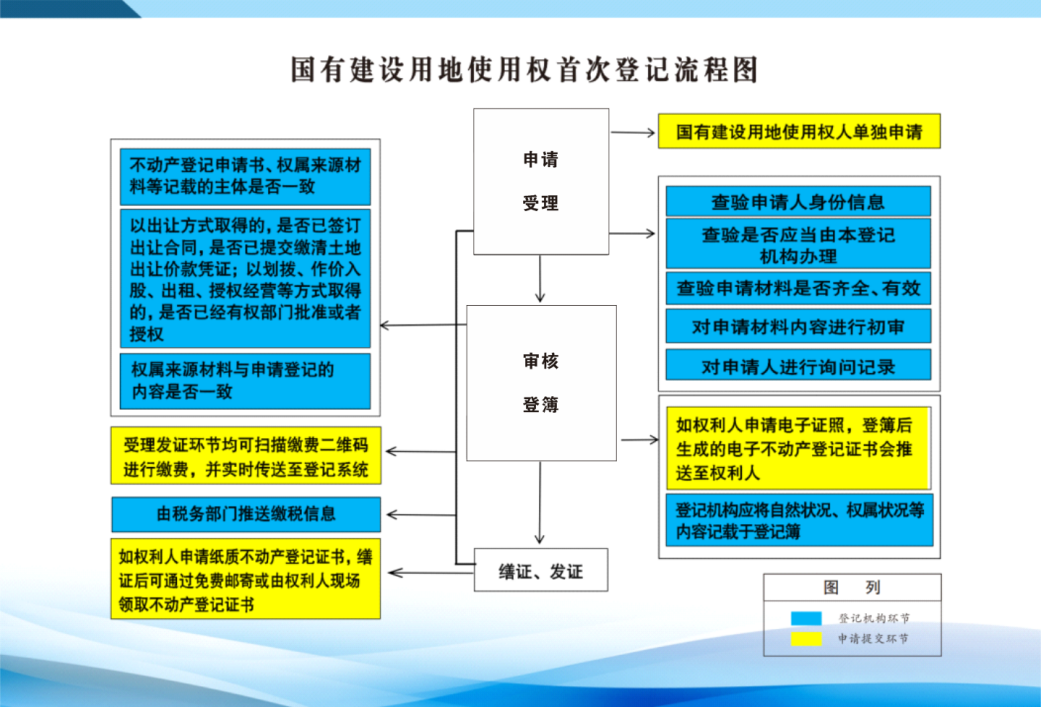 国有建设用地使用权首次登记流程图
申请
受理
国有建设用地使用权人单独申请
查验申请人身份信息
查验是否应当由本登记
机构办理
查验申请材料是否齐全、有效
对申请材料内容进行初审
对申请人进行询问记录
不动产登记申请书、权属来源材
料等记载的主体是否一致
以出让方式取得的，是否已签订
出让合同，是否已提交缴清土地
出让价款凭证；以划拨、作价入
股、出租、授权经营等方式取得
的，是否已经有权部门批准或者
授权
权属来源材料与申请登记的
内容是否一致
审核
登簿
如权利人申请电子证照，登簿后
生成的电子不动产登记证书会推
送至权利人
登记机构应将自然状况、权属状况等
内容记载于登记簿
受理发证环节均可扫描缴费二维码
进行缴费，并实时传送至登记系统
由税务部门推送缴税信息
如权利人申请纸质不动产登记证书，缮
证后可通过免费邮寄或由权利人现场
领取不动产登记证书
缮证、发证
图 列
登记机构环节
申请提交环节